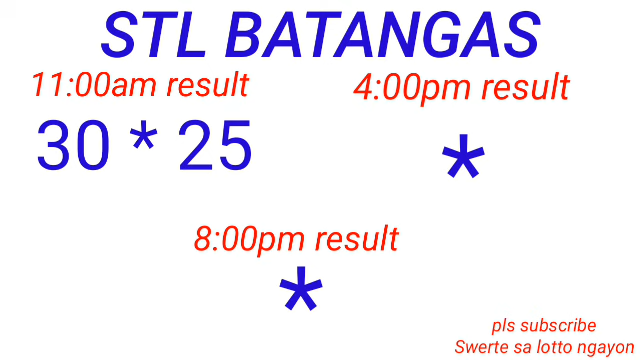 STL BATANGAS
11:00am result
30 * 25
4:00pm result
*
8:00pm result
*
pls subscribe
Swerte sa lotto ngayon